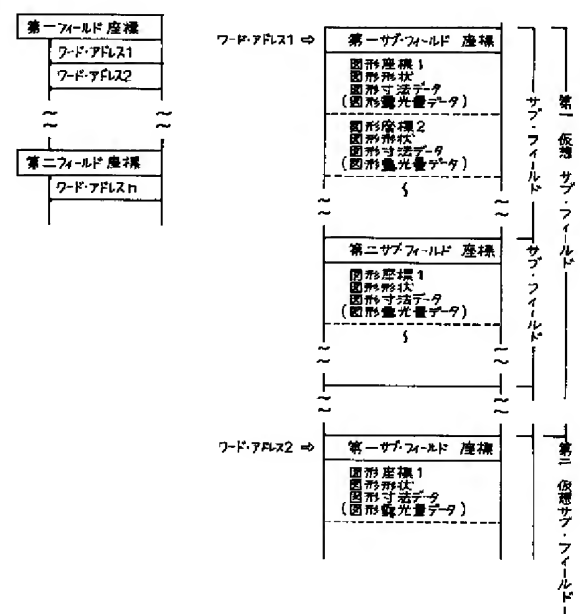 第一フィールド座標
ワード・アドレス1
ワード・アドレス2
第二フィールド座標
ワード・アドレスn
ワード・アドレス1 ⇨
第一サブ・フィールド 座標
図形座標1
図形形状
図形寸法データ
(図形露光量データ)
図形座標2
図形形状
図形寸法データ
(図形露光量データ)
第二サブ・フィールド 座標
図形座標1
図形形状
図形寸法データ
(図形露光量データ)
サブ・フィールド
サブ・フィールド
第一仮想サブ・フィールド
ワード・アドレス2 ⇨
第一サブ・フィールド 座標
図形座標1
図形形状
図形寸法データ
(図形露光量データ)
第二仮想サブ・フィールド